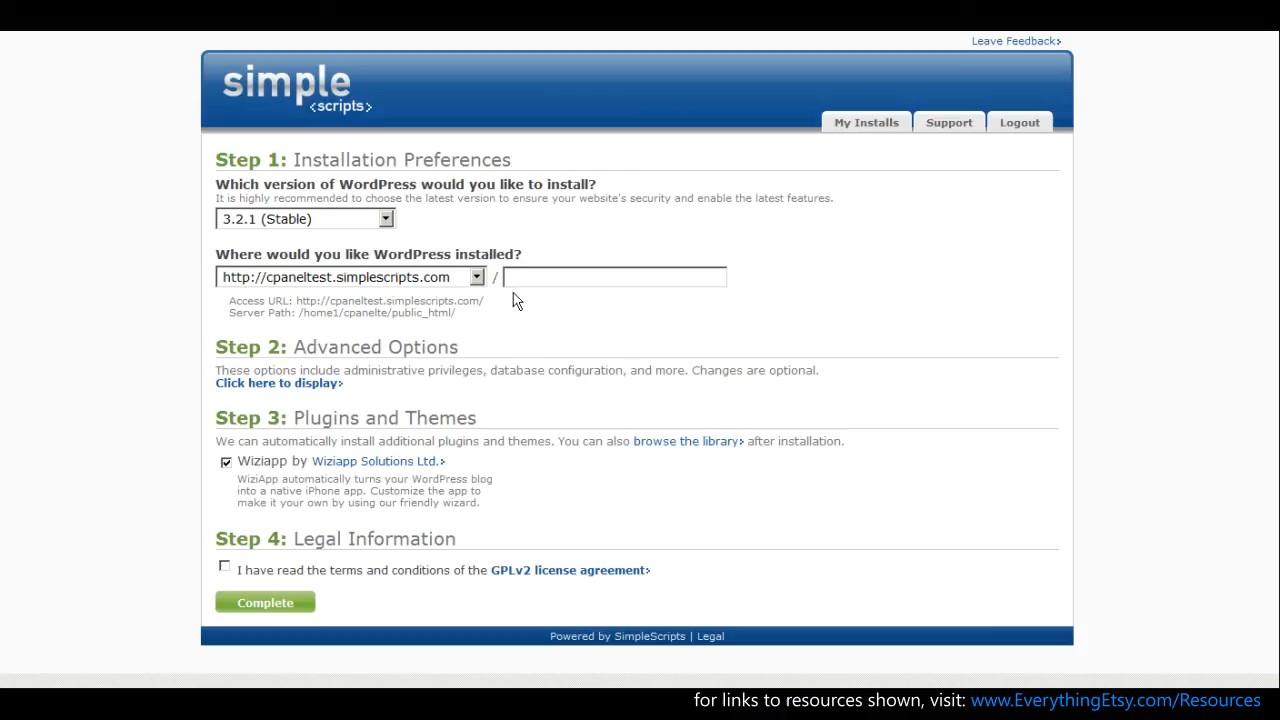 Leave Feedback›
simple
‹scripts›
My Installs
Support
Logout
Step 1: Installation Preferences
Which version of WordPress would you like to install?
It is highly recommended to choose the latest version to ensure your website's security and enable the latest features.
3.2.1 (Stable)
Where would you like WordPress installed?
http://cpaneltest.simplescripts.com /
Access URL: http://cpaneltest.simplescripts.com/
Server Path: /home1/cpanelte/public_html/
Step 2: Advanced Options
These options include administrative privileges, database configuration, and more. Changes are optional.
Click here to display›
Step 3: Plugins and Themes
We can automatically install additional plugins and themes. You can also browse the library› after installation.
Wiziapp by Wiziapp Solutions Ltd.›
WiziApp automatically turns your WordPress blog
into a native iPhone app. Customize the app to
make it your own by using our friendly wizard.
Step 4: Legal Information
I have read the terms and conditions of the GPLv2 license agreement›
Complete
Powered by SimpleScripts | Legal
for links to resources shown, visit: www.EverythingEtsy.com/Resources